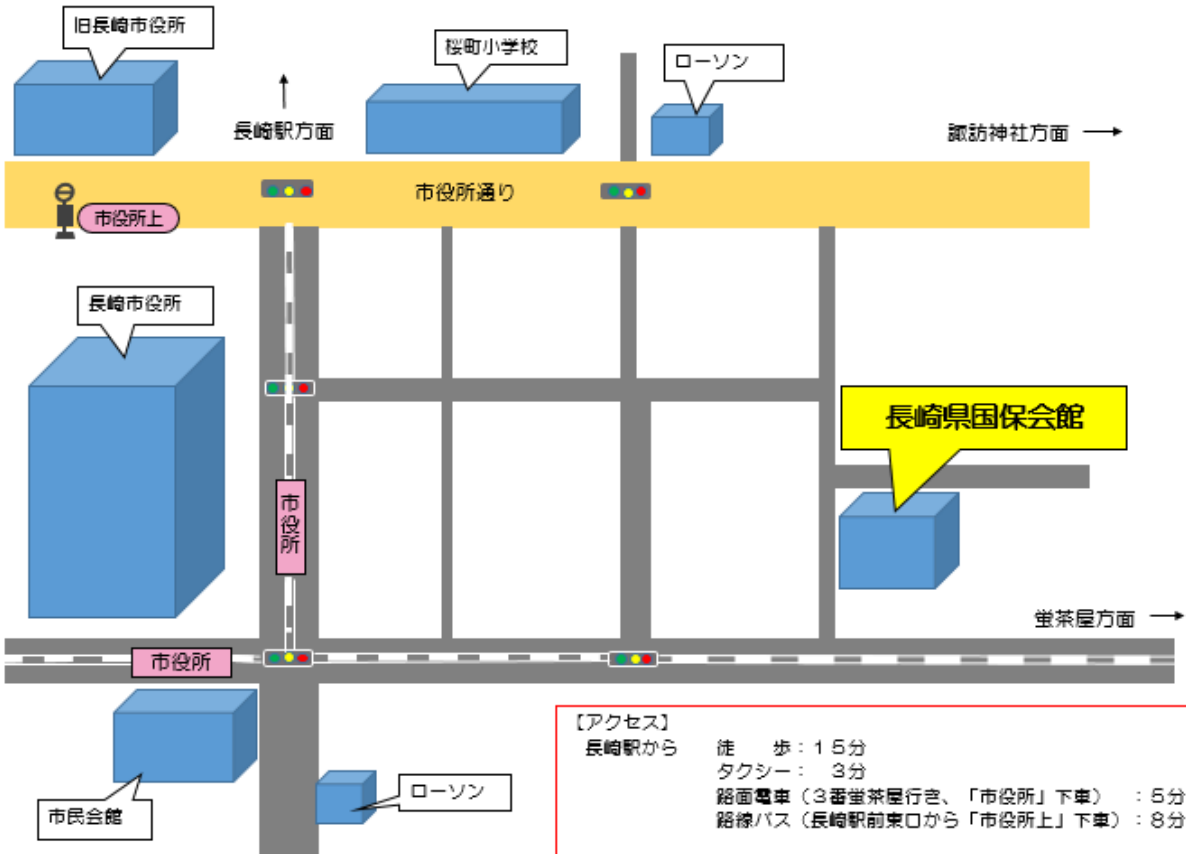 旧長崎市役所
桜町小学校
ローソン
長崎駅方面
諏訪神社方面
市役所通り
市役所上
長崎市役所
長崎県国保会館
市役所
蛍茶屋方面
市役所
市民会館
ローソン
【アクセス】
長崎駅から 徒 歩：１５分
タクシー： ３分
路面電車（３番蛍茶屋行き、「市役所」下車） ：５分
路線バス（長崎駅前東口から「市役所上」下車）：８分